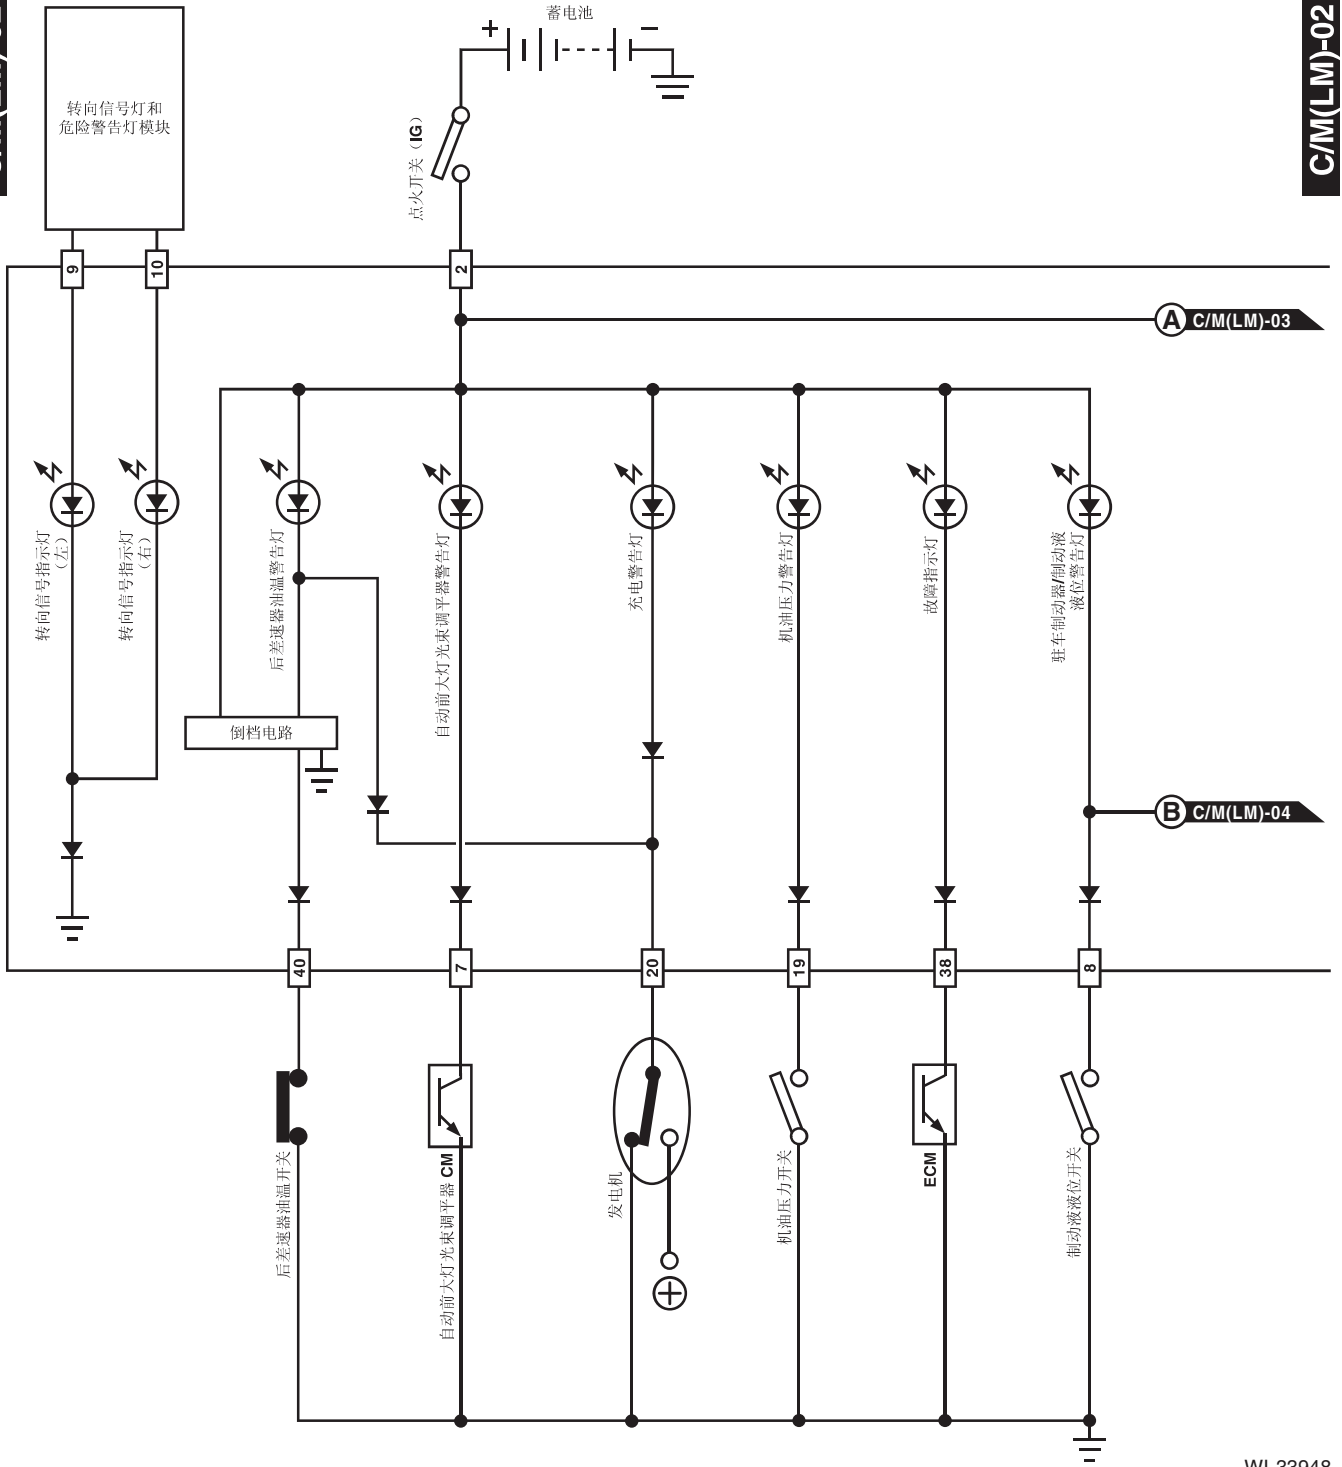 蓄电池
+
−
C/M(LM)-02
转向信号灯和
危险警告灯模块
点火开关（IG）
9
10
2
A
C/M(LM)-03
转向信号指示灯
（左）
转向信号指示灯
（右）
后差速器油温警告灯
自动前大灯光束调平器警告灯
充电警告灯
机油压力警告灯
故障指示灯
驻车制动器/制动液
液位警告灯
倒档电路
B
C/M(LM)-04
40
7
20
19
38
8
后差速器油温开关
自动前大灯光束调平器 CM
发电机
机油压力开关
ECM
制动液液位开关
WI-33948